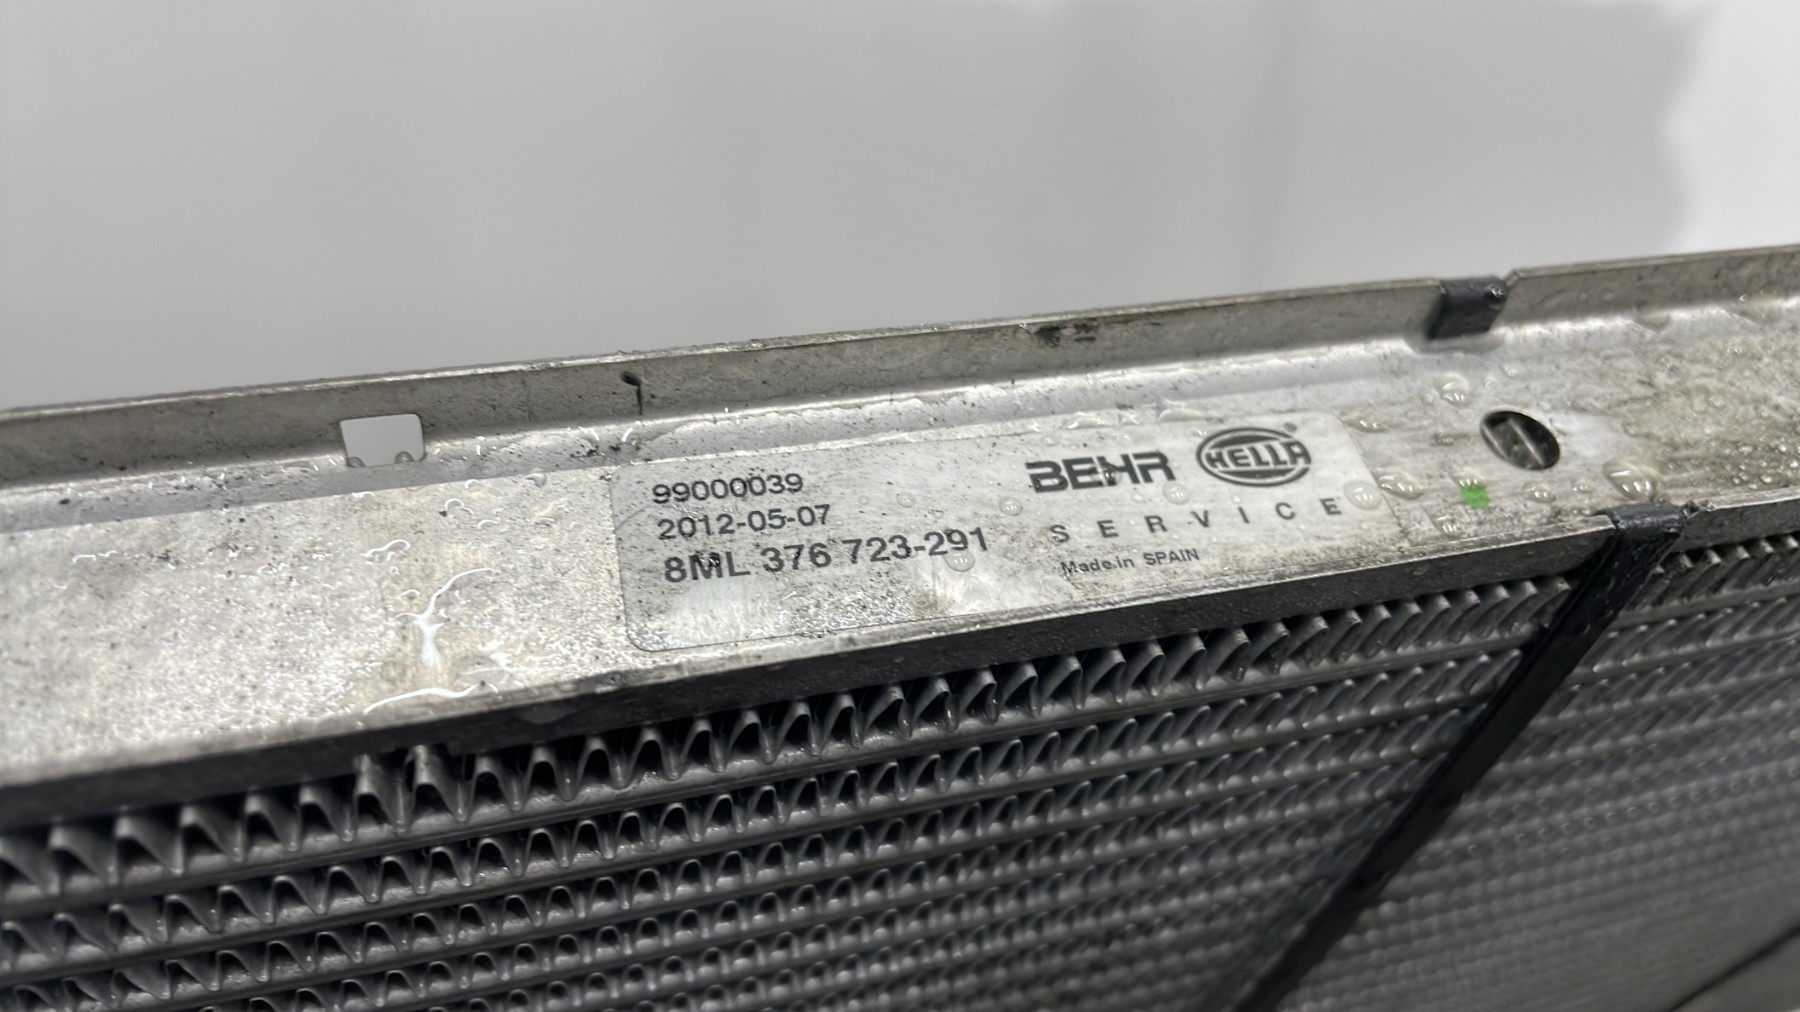 99000039
2012-05-07
8ML 376 723-291
BEHR HELLA®
SERVICE
Made in SPAIN